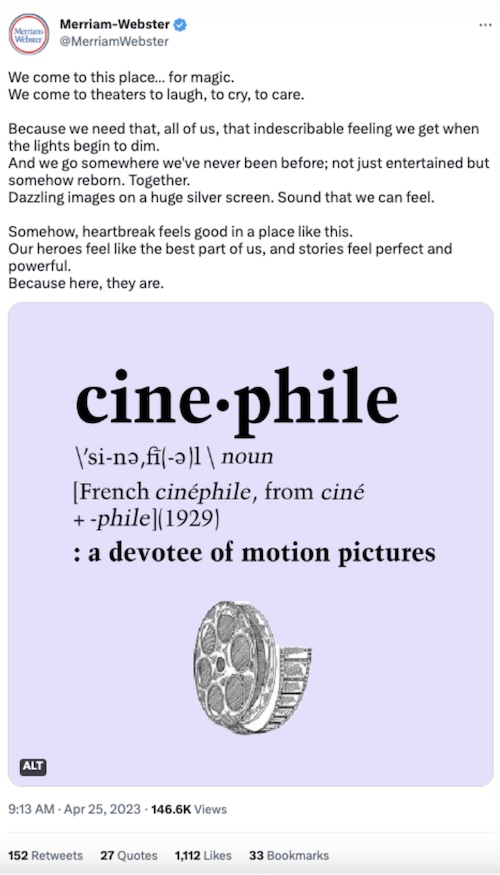 Merriam-Webster
Merriam-Webster
@MerriamWebster
We come to this place... for magic.
We come to theaters to laugh, to cry, to care.
Because we need that, all of us, that indescribable feeling we get when
the lights begin to dim.
And we go somewhere we've never been before; not just entertained but
somehow reborn. Together.
Dazzling images on a huge silver screen. Sound that we can feel.
Somehow, heartbreak feels good in a place like this.
Our heroes feel like the best part of us, and stories feel perfect and
powerful.
Because here, they are.
cine·phile
\ˈsi-nə-ˌfī(-ə)l \ noun
[French cinéphile, from ciné
+ -phile](1929)
: a devotee of motion pictures
ALT
9:13 AM · Apr 25, 2023 · 146.6K Views
152 Retweets 27 Quotes 1,112 Likes 33 Bookmarks